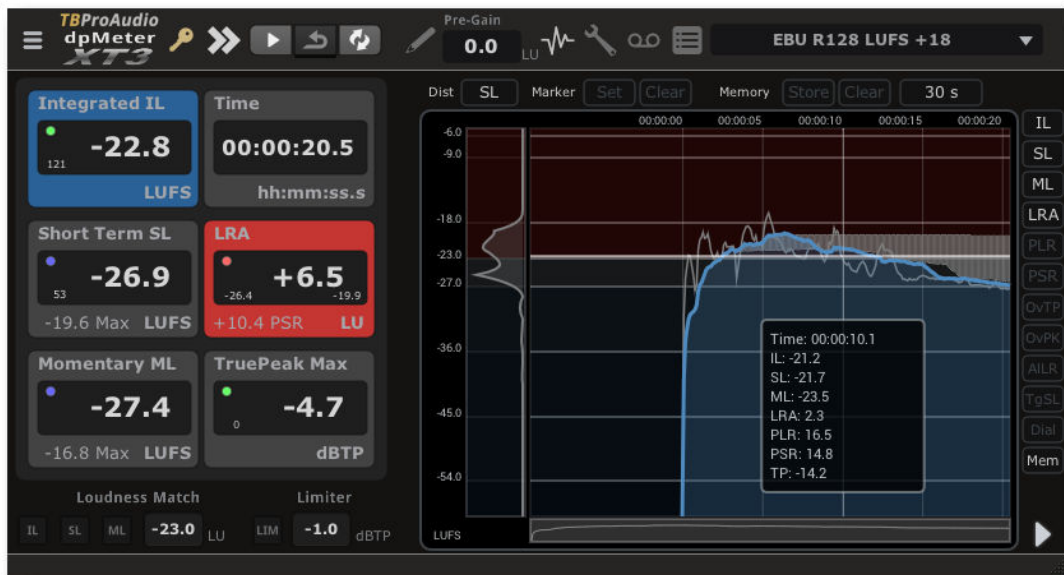 TBProAudio
dpMeter
XT3
Pre-Gain
0.0
LU
EBU R128 LUFS +18
Integrated IL
-22.8
121
LUFS
Time
00:00:20.5
hh:mm:ss.s
Short Term SL
-26.9
53
-19.6 Max LUFS
LRA
+6.5
-26.4
-19.9
+10.4 PSR LU
Momentary ML
-27.4
-16.8 Max LUFS
TruePeak Max
-4.7
0
dBTP
Loudness Match
IL SL ML -23.0 LU
Limiter
LIM -1.0 dBTP
Dist SL Marker Set Clear Memory Store Clear 30 s
00:00:00 00:00:05 00:00:10 00:00:15 00:00:20
-6.0
-9.0
-18.0
-23.0
-27.0
-36.0
-45.0
-54.0
LUFS
Time: 00:00:10.1
IL: -21.2
SL: -21.7
ML: -23.5
LRA: 2.3
PLR: 16.5
PSR: 14.8
TP: -14.2
IL
SL
ML
LRA
PLR
PSR
OvTP
OvPK
AILR
TgSL
Dial
Mem